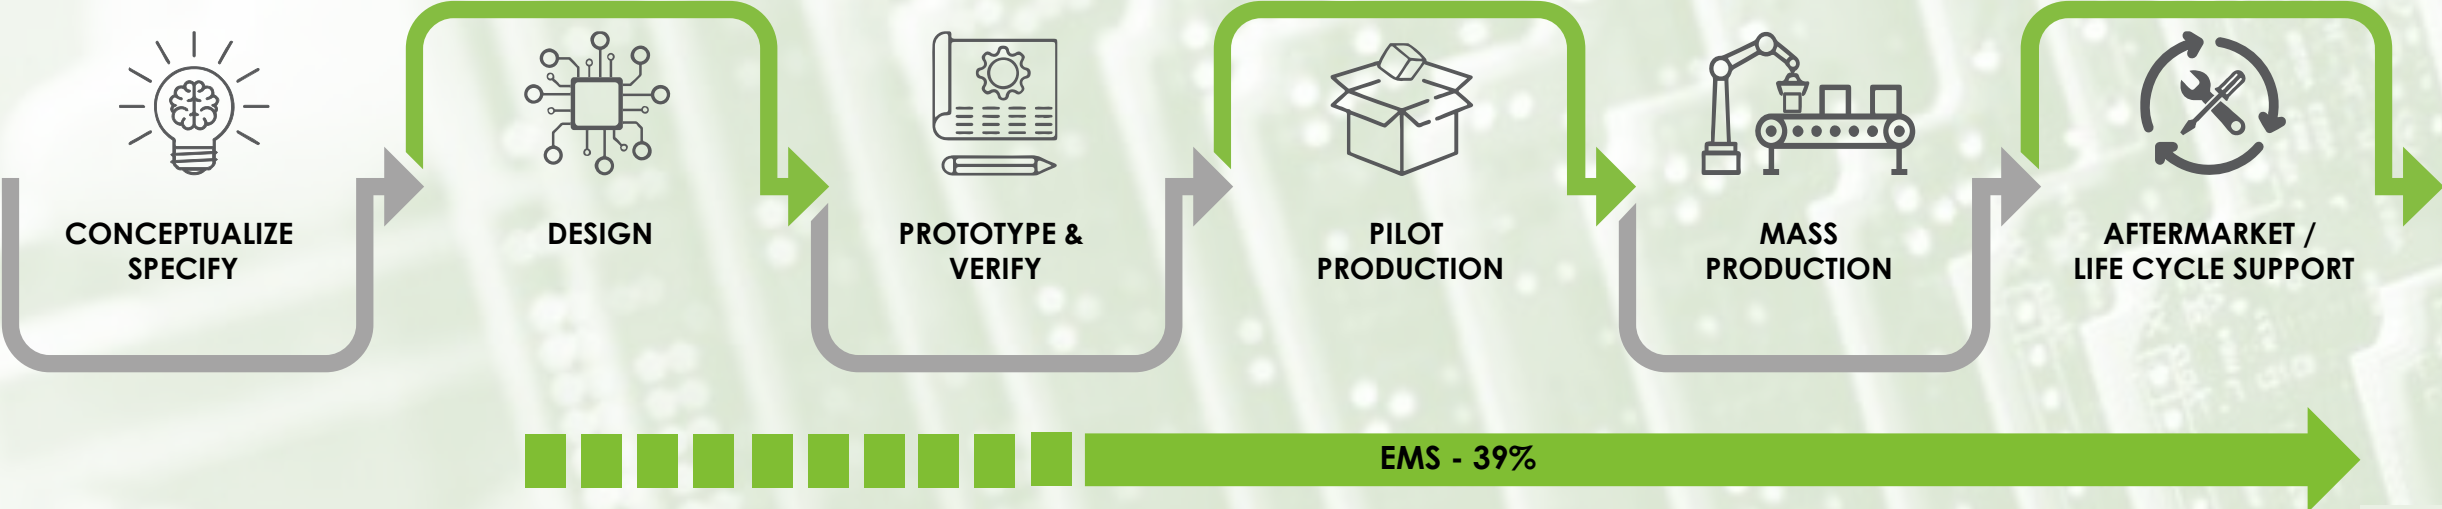 CONCEPTUALIZE
SPECIFY
DESIGN
PROTOTYPE &
VERIFY
PILOT
PRODUCTION
MASS
PRODUCTION
AFTERMARKET /
LIFE CYCLE SUPPORT
EMS - 39%